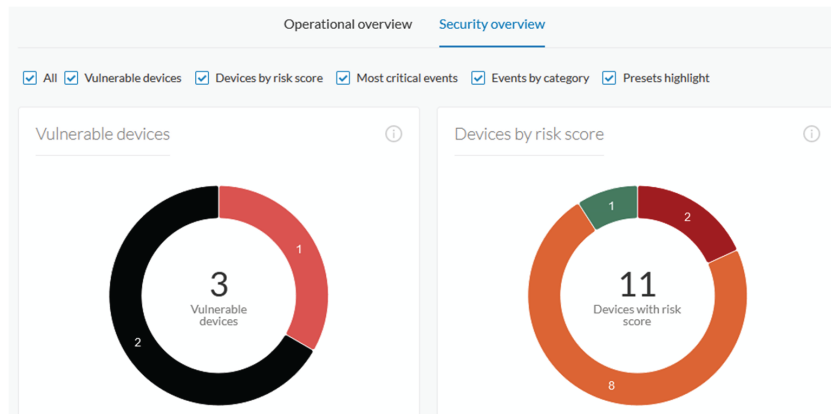 Operational overview Security overview
All Vulnerable devices Devices by risk score Most critical events Events by category Presets highlight
Vulnerable devices
1
3
Vulnerable
devices
2
Devices by risk score
1
2
11
Devices with risk
score
8